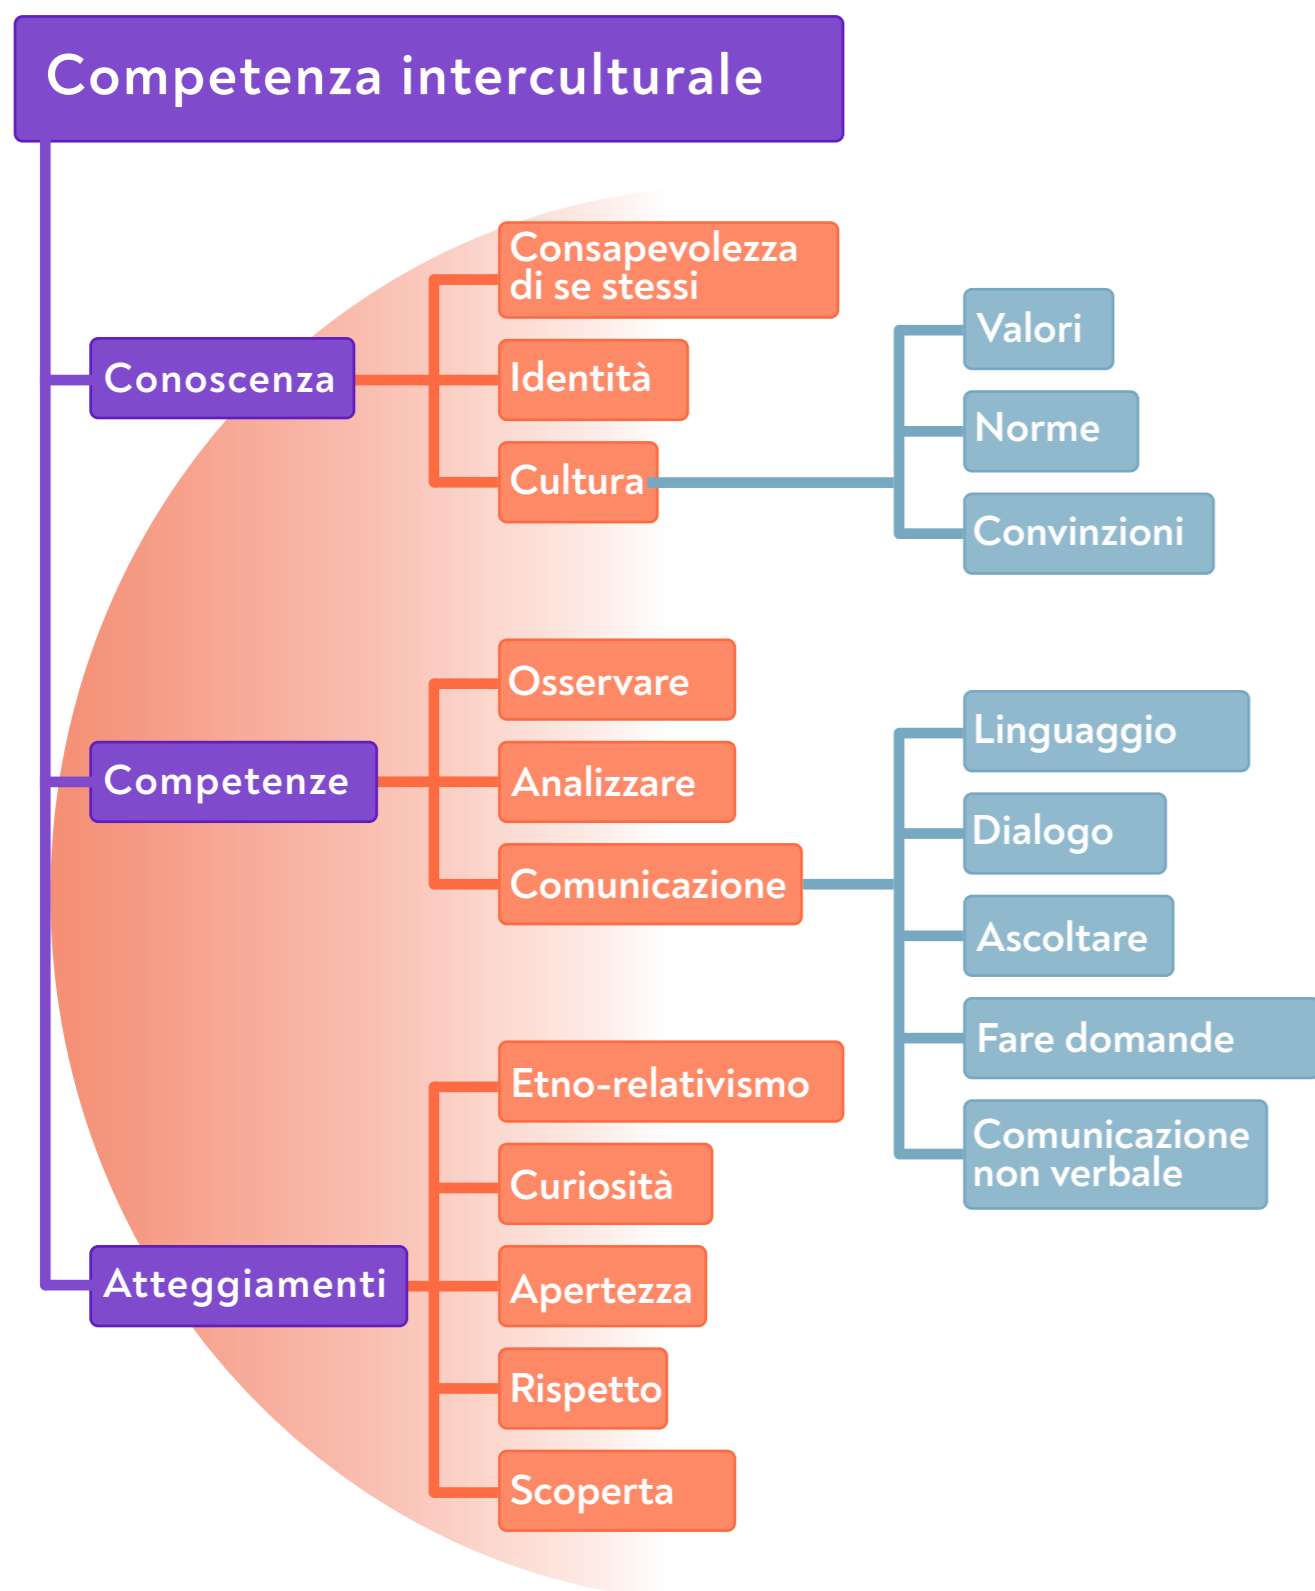 Competenza interculturale
Conoscenza
Consapevolezza
di se stessi
Identità
Cultura
Valori
Norme
Convinzioni
Competenze
Osservare
Analizzare
Comunicazione
Linguaggio
Dialogo
Ascoltare
Fare domande
Comunicazione
non verbale
Atteggiamenti
Etno-relativismo
Curiosità
Apertezza
Rispetto
Scoperta